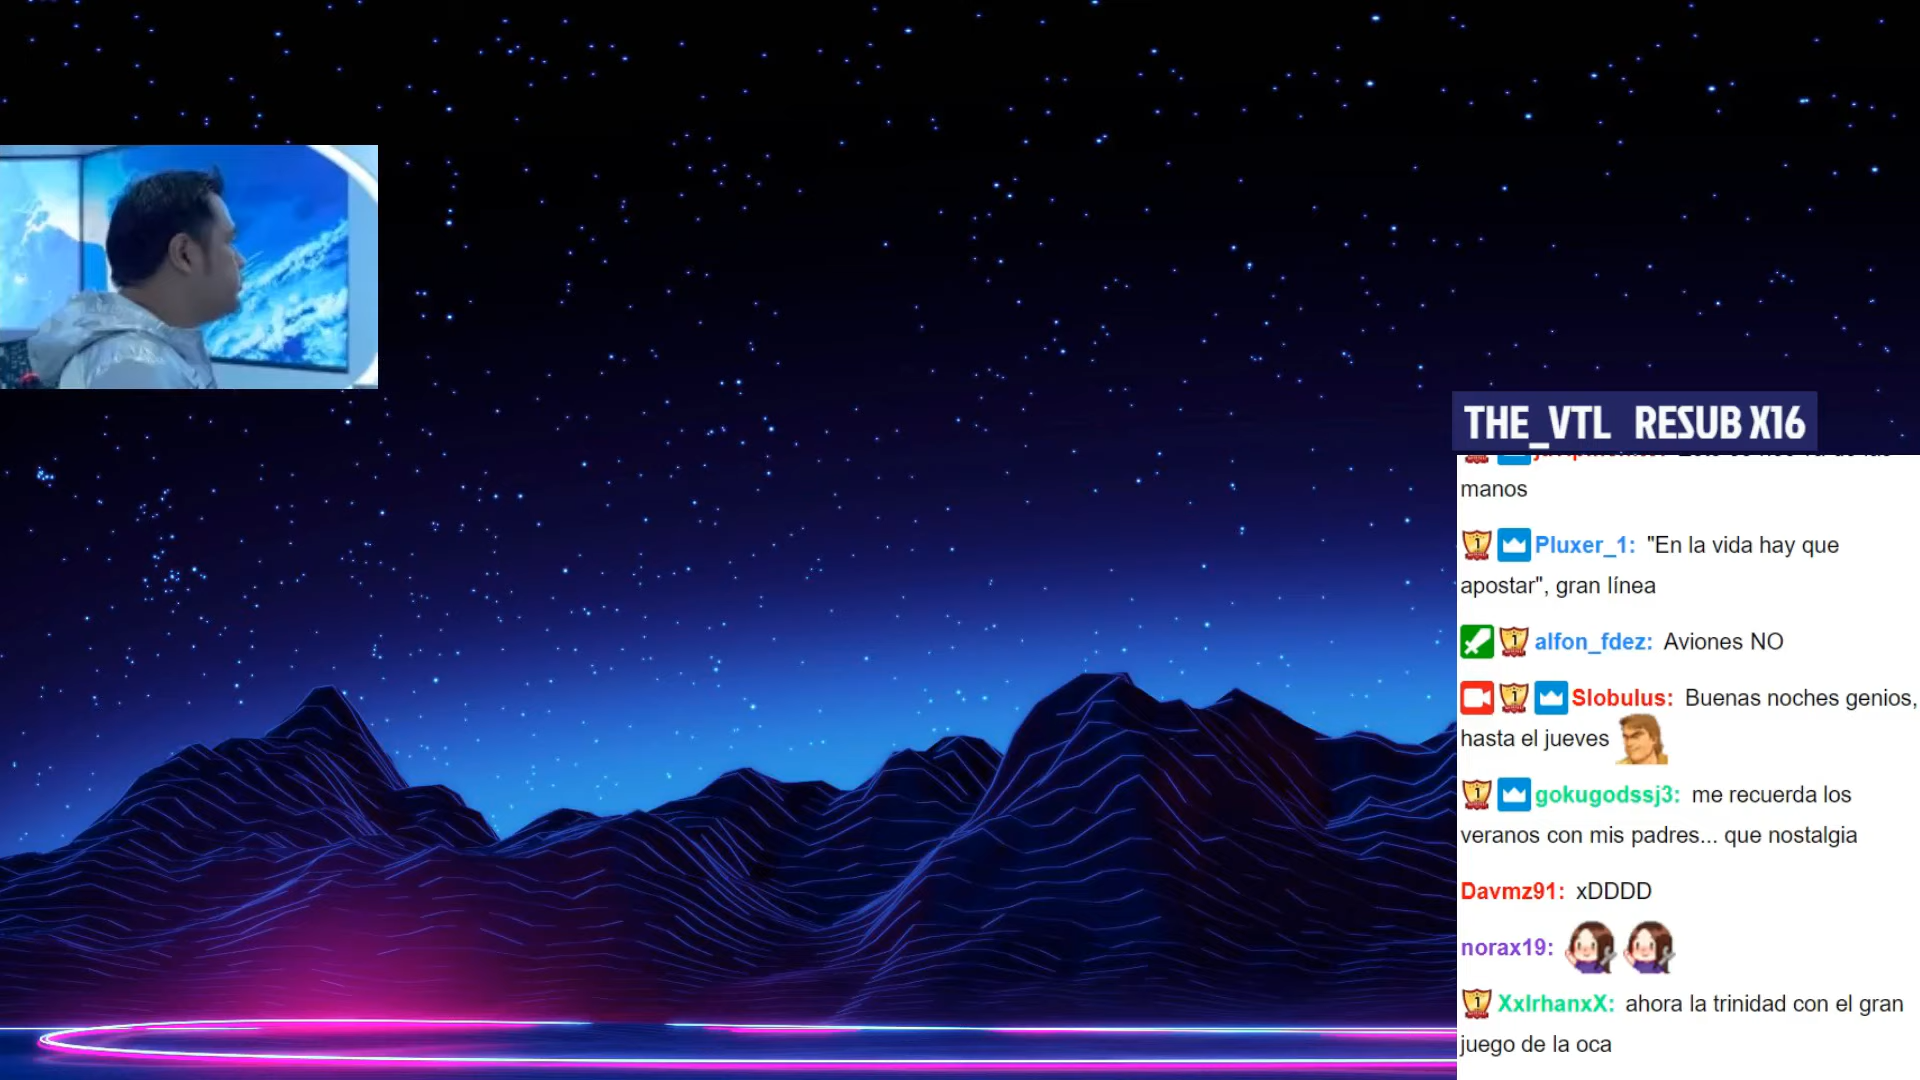 THE_VTL RESUB X16
manos
Pluxer_1: "En la vida hay que
apostar", gran línea
alfon_fdez: Aviones NO
Slobulus: Buenas noches genios,
hasta el jueves
gokugodssj3: me recuerda los
veranos con mis padres... que nostalgia
Davmz91: xDDDD
norax19:
XxIrhanxX: ahora la trinidad con el gran
juego de la oca